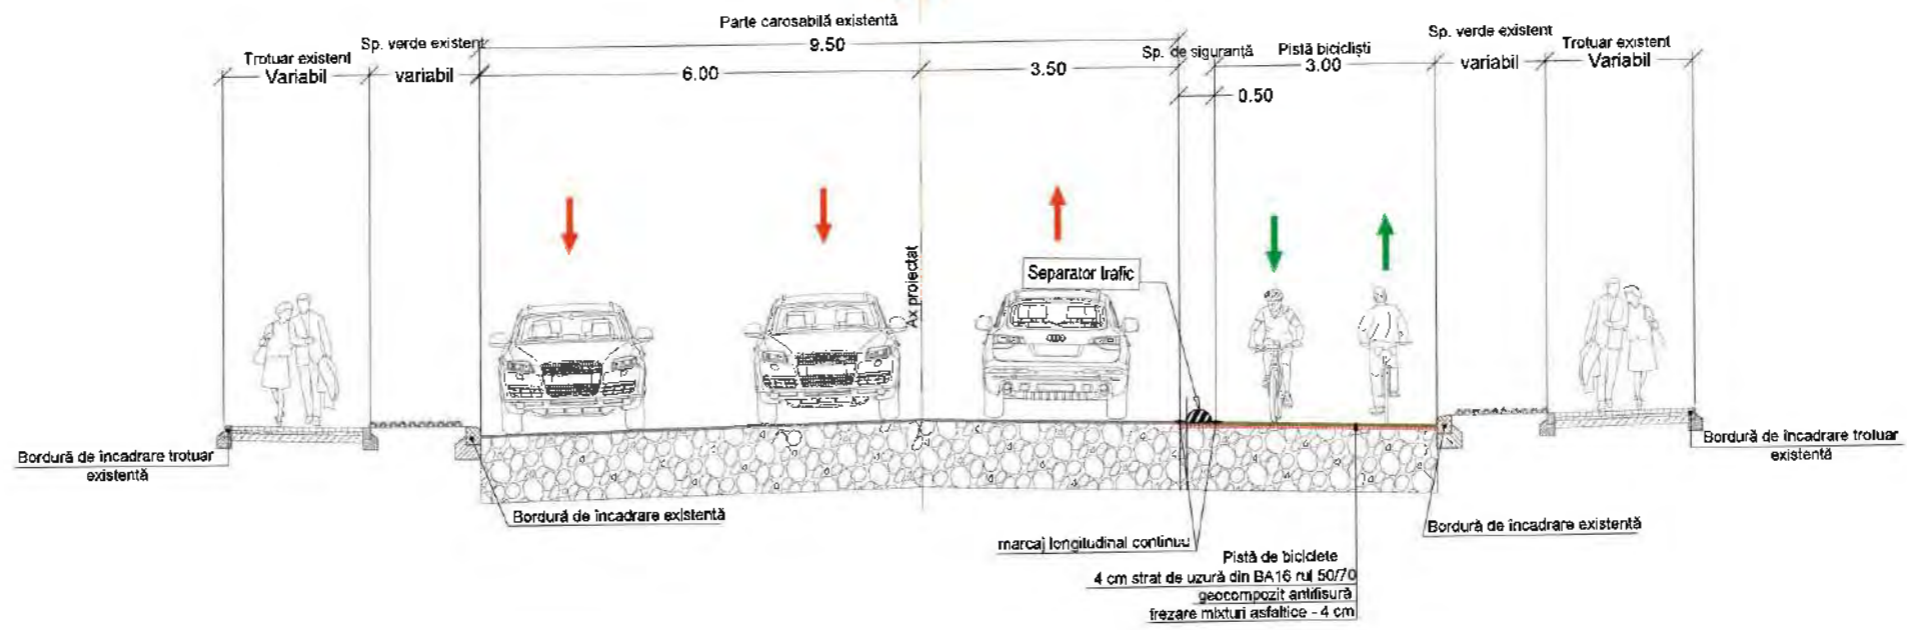 Parte carosabilă existentă
9.50
Trotuar existent
Variabil
Sp. verde existent
variabil
6.00
3.50
Sp. de siguranță
0.50
Pistă bicicliști
3.00
Sp. verde existent
variabil
Trotuar existent
Variabil
Ax proiectat
Separator trafic
Bordură de încadrare trotuar
existentă
Bordură de încadrare existentă
marcaj longitudinal continuu
Pistă de biciclete
4 cm strat de uzură din BA16 rul 50/70
geocompozit antifisură
frezare mixturi asfaltice - 4 cm
Bordură de încadrare existentă
Bordură de încadrare trotuar
existentă